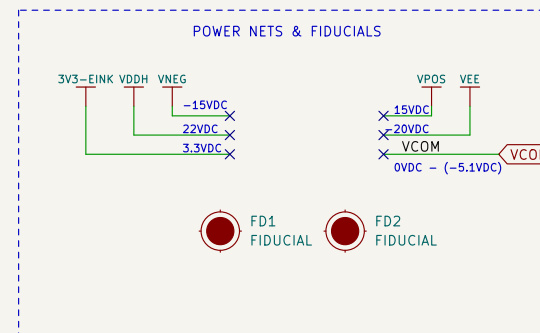 POWER NETS & FIDUCIALS
3V3-EINK VDDH VNEG
VPOS VEE
-15VDC
15VDC
22VDC
-20VDC
3.3VDC
VCOM
0VDC - (-5.1VDC)
FD1
FIDUCIAL
FD2
FIDUCIAL